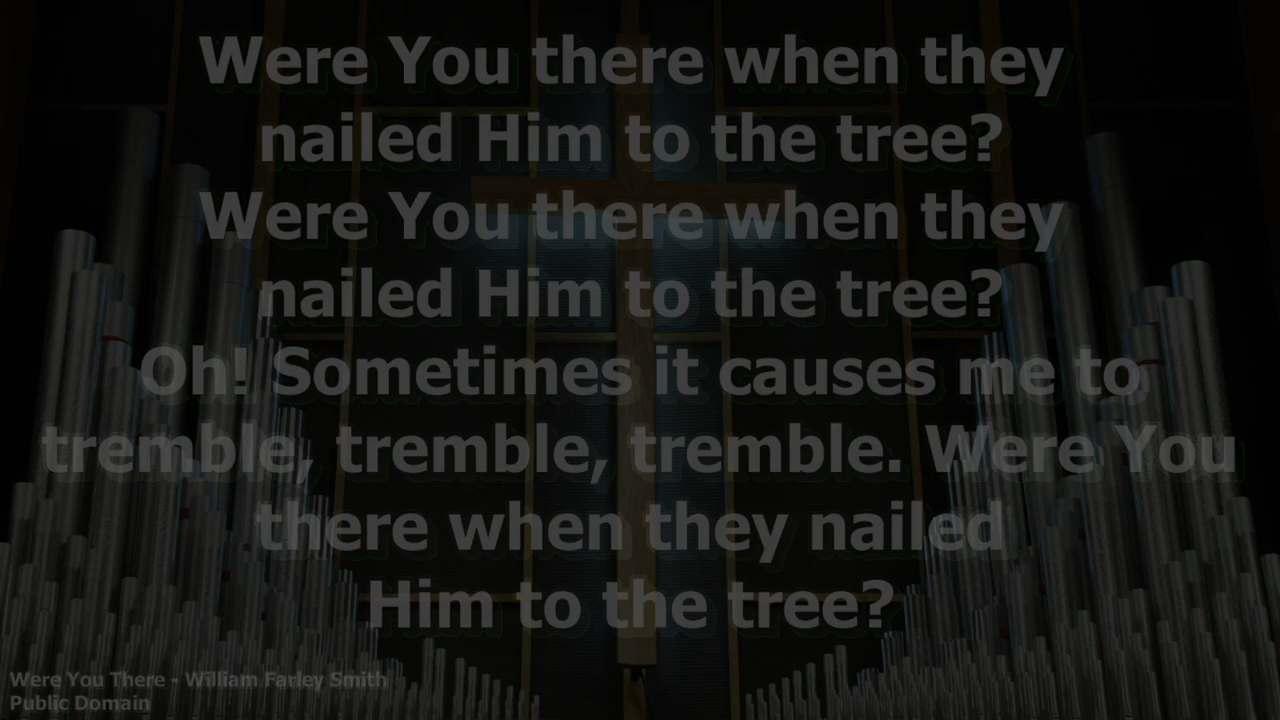 Were You there when they
nailed Him to the tree?
Were You there when they
nailed Him to the tree?
Oh! Sometimes it causes me to
tremble, tremble, tremble. Were You
there when they nailed
Him to the tree?
Were You There - William Farley Smith
Public Domain